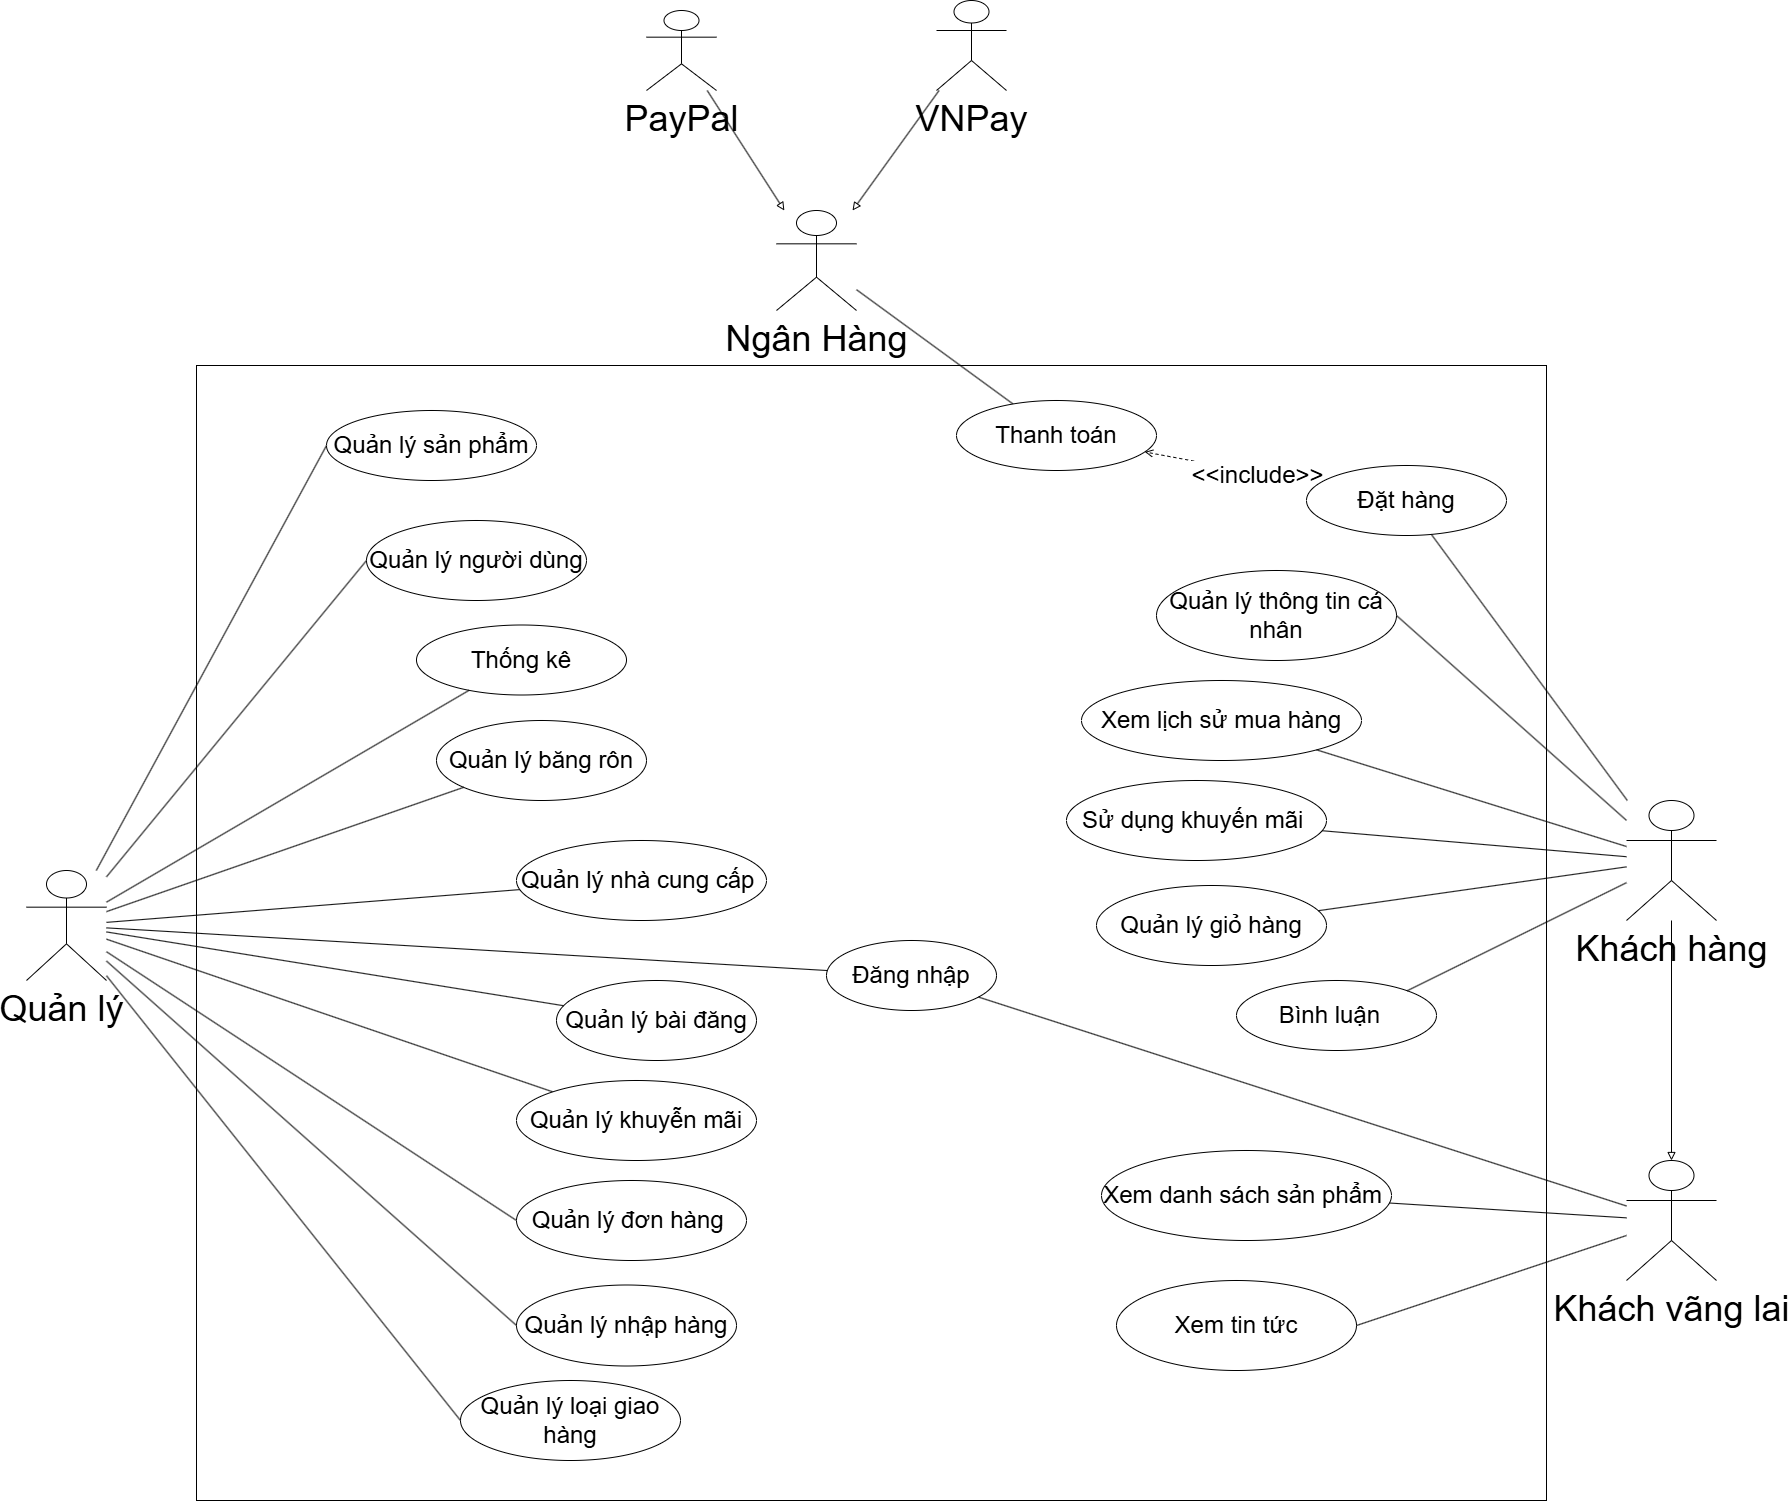 PayPal
VNPay
Ngân Hàng
Quản lý sản phẩm
Thanh toán
<<include>>
Đặt hàng
Quản lý người dùng
Quản lý thông tin cá
nhân
Thống kê
Xem lịch sử mua hàng
Quản lý băng rôn
Sử dụng khuyến mãi
Quản lý nhà cung cấp
Quản lý giỏ hàng
Khách hàng
Đăng nhập
Quản lý
Quản lý bài đăng
Bình luận
Quản lý khuyễn mãi
Xem danh sách sản phẩm
Quản lý đơn hàng
Khách vãng lai
Quản lý nhập hàng
Xem tin tức
Quản lý loại giao
hàng